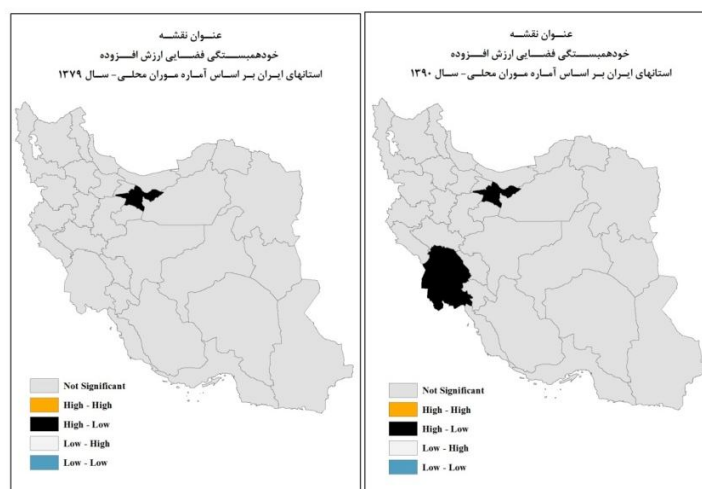 عنوان نقشه
خودهمبستگی فضایی ارزش افزوده
استانهای ایران بر اساس آماره موران محلی- سال ۱۳۷۹
Not Significant
High - High
High - Low
Low - High
Low - Low
عنوان نقشه
خودهمبستگی فضایی ارزش افزوده
استانهای ایران بر اساس آماره موران محلی- سال ۱۳۹۰
Not Significant
High - High
High - Low
Low - High
Low - Low